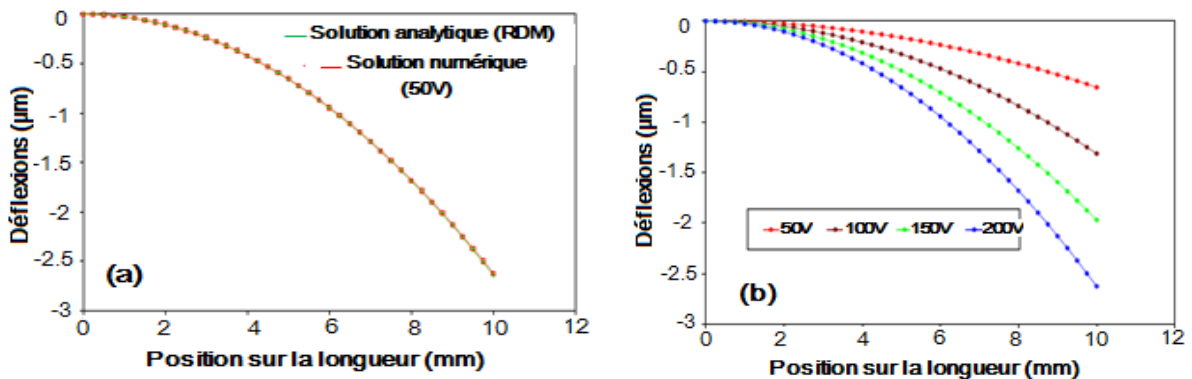 0
-0.5
-1
-1.5
-2
-2.5
-3
Déflexions (µm)
Solution analytique (RDM)
Solution numérique
(50V)
(a)
0 2 4 6 8 10 12
Position sur la longueur (mm)
0
-0.5
-1
-1.5
-2
-2.5
-3
Déflexions (µm)
50V 100V 150V 200V
(b)
0 2 4 6 8 10 12
Position sur la longueur (mm)